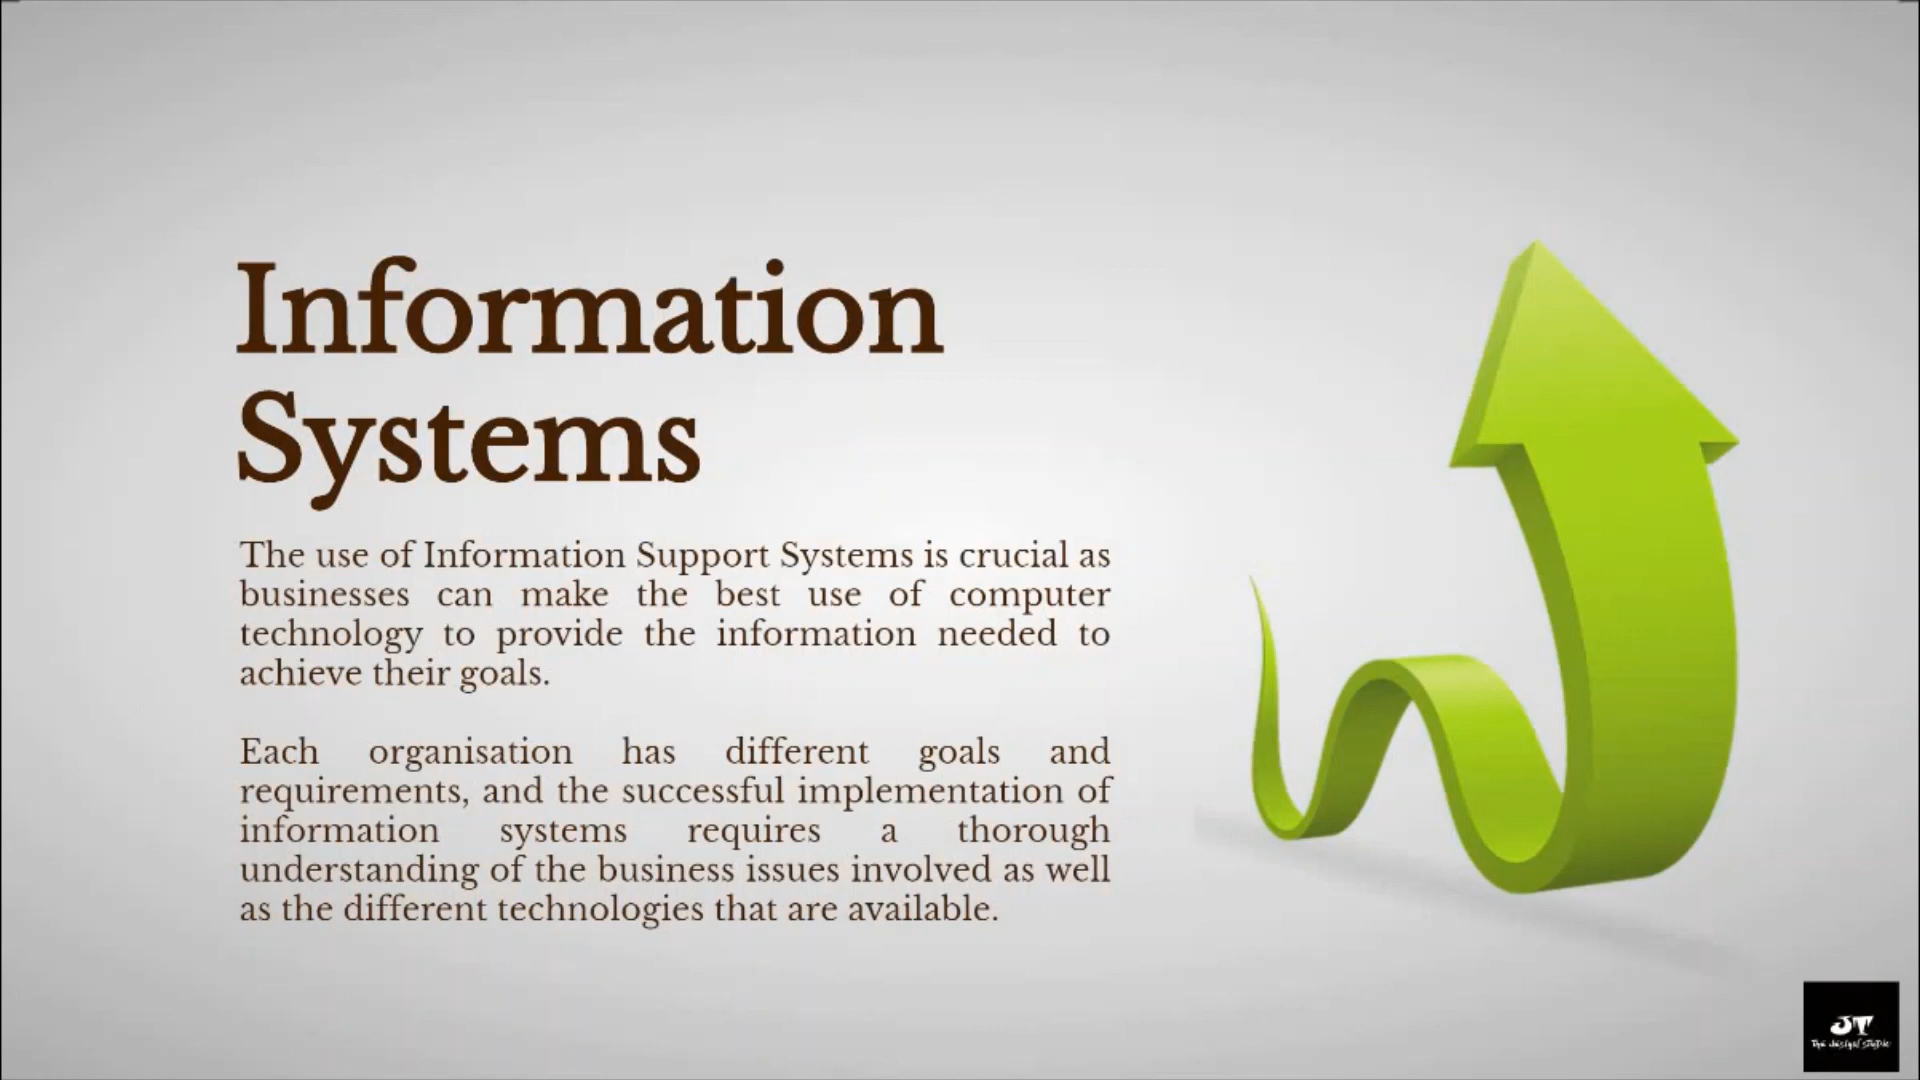 Information
Systems
The use of Information Support Systems is crucial as
businesses can make the best use of computer
technology to provide the information needed to
achieve their goals.
Each organisation has different goals and
requirements, and the successful implementation of
information systems requires a thorough
understanding of the business issues involved as well
as the different technologies that are available.
JT